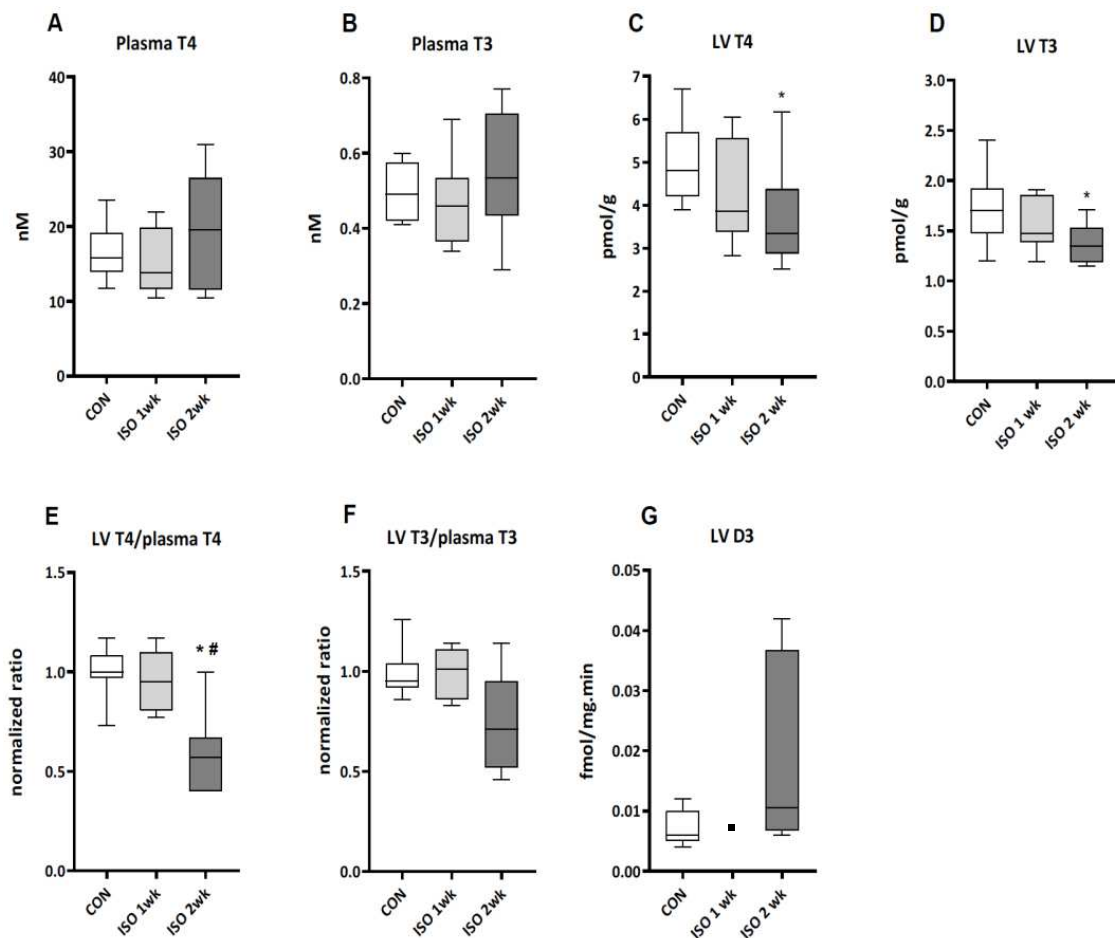 A
Plasma T4
nM
40
30
20
10
0
CON
ISO 1wk
ISO 2wk
B
Plasma T3
nM
0.8
0.6
0.4
0.2
0.0
CON
ISO 1wk
ISO 2wk
C
LV T4
pmol/g
7
6
5
4
3
2
1
0
*
CON
ISO 1 wk
ISO 2 wk
D
LV T3
pmol/g
3.0
2.5
2.0
1.5
1.0
0.5
0.0
*
CON
ISO 1 wk
ISO 2 wk
E
LV T4/plasma T4
normalized ratio
1.5
1.0
0.5
0.0
* #
CON
ISO 1wk
ISO 2wk
F
LV T3/plasma T3
normalized ratio
1.5
1.0
0.5
0.0
CON
ISO 1wk
ISO 2wk
G
LV D3
fmol/mg.min
0.05
0.04
0.03
0.02
0.01
0.00
CON
ISO 1 wk
ISO 2 wk